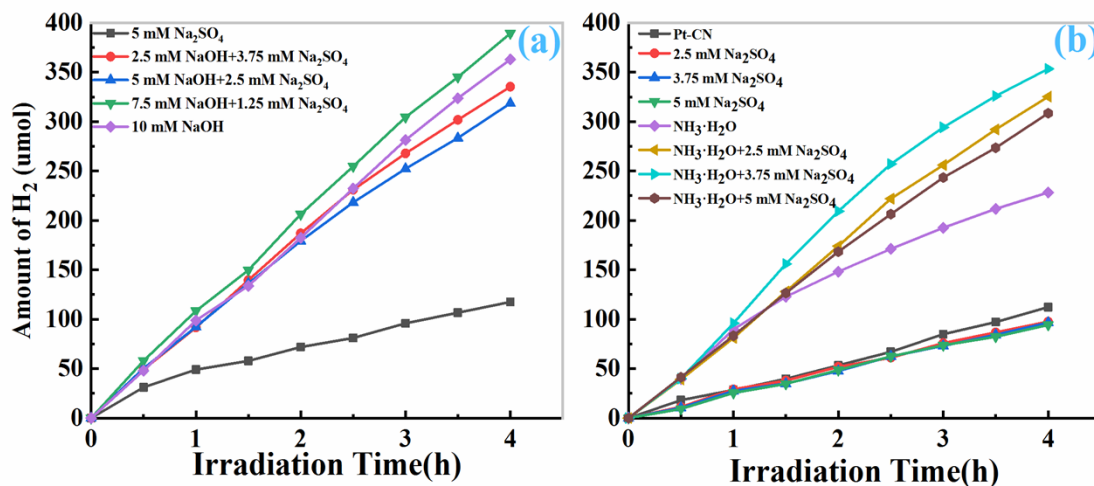 (a)
5 mM Na₂SO₄
2.5 mM NaOH+3.75 mM Na₂SO₄
5 mM NaOH+2.5 mM Na₂SO₄
7.5 mM NaOH+1.25 mM Na₂SO₄
10 mM NaOH
Amount of H₂ (umol)
400
350
300
250
200
150
100
50
0
0 1 2 3 4
Irradiation Time(h)
(b)
Pt-CN
2.5 mM Na₂SO₄
3.75 mM Na₂SO₄
5 mM Na₂SO₄
NH₃·H₂O
NH₃·H₂O+2.5 mM Na₂SO₄
NH₃·H₂O+3.75 mM Na₂SO₄
NH₃·H₂O+5 mM Na₂SO₄
400
350
300
250
200
150
100
50
0
0 1 2 3 4
Irradiation Time(h)